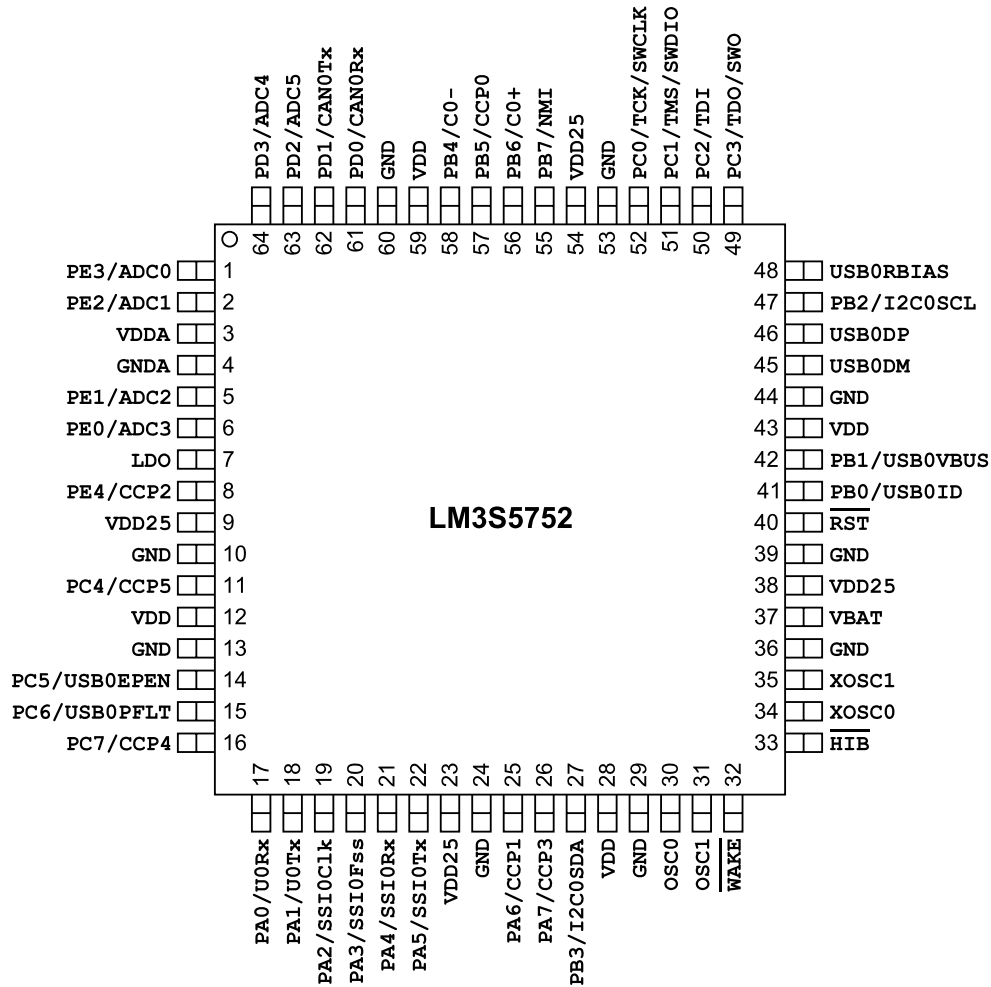 PD3/ADC4
PD2/ADC5
PD1/CAN0Tx
PD0/CAN0Rx
GND
VDD
PB4/C0-
PB5/CCP0
PB6/C0+
PB7/NMI
VDD25
GND
PC0/TCK/SWCLK
PC1/TMS/SWDIO
PC2/TDI
PC3/TDO/SWO
64 63 62 61 60 59 58 57 56 55 54 53 52 51 50 49
PE3/ADC0 1 48 USB0RBIAS
PE2/ADC1 2 47 PB2/I2C0SCL
VDDA 3 46 USB0DP
GNDA 4 45 USB0DM
PE1/ADC2 5 44 GND
PE0/ADC3 6 43 VDD
LDO 7 42 PB1/USB0VBUS
PE4/CCP2 8 41 PB0/USB0ID
LM3S5752
VDD25 9 40 RST
GND 10 39 GND
PC4/CCP5 11 38 VDD25
VDD 12 37 VBAT
GND 13 36 GND
PC5/USB0EPEN 14 35 XOSC1
PC6/USB0PFLT 15 34 XOSC0
PC7/CCP4 16 33 HIB
17 18 19 20 21 22 23 24 25 26 27 28 29 30 31 32
PA0/U0Rx
PA1/U0Tx
PA2/SSI0Clk
PA3/SSI0Fss
PA4/SSI0Rx
PA5/SSI0Tx
VDD25
GND
PA6/CCP1
PA7/CCP3
PB3/I2C0SDA
VDD
GND
OSC0
OSC1
WAKE